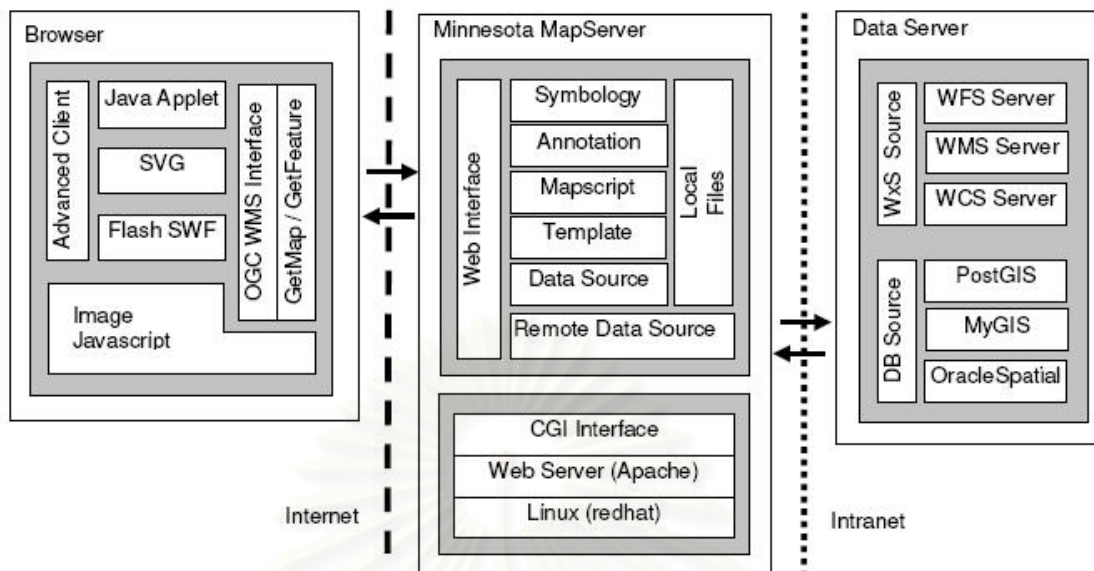 Browser
Advanced Client
Java Applet
SVG
Flash SWF
OGC WMS Interface
GetMap / GetFeature
Image
Javascript
Internet
Minnesota MapServer
Web Interface
Symbology
Annotation
Mapscript
Template
Data Source
Local
Files
Remote Data Source
CGI Interface
Web Server (Apache)
Linux (redhat)
Data Server
WxS Source
WFS Server
WMS Server
WCS Server
DB Source
PostGIS
MyGIS
OracleSpatial
Intranet